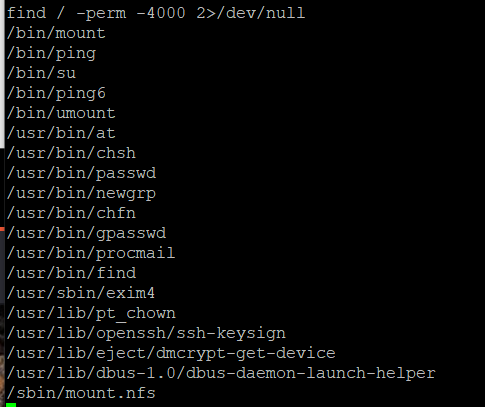 find / -perm -4000 2>/dev/null
/bin/mount
/bin/ping
/bin/su
/bin/ping6
/bin/umount
/usr/bin/at
/usr/bin/chsh
/usr/bin/passwd
/usr/bin/newgrp
/usr/bin/chfn
/usr/bin/gpasswd
/usr/bin/procmail
/usr/bin/find
/usr/sbin/exim4
/usr/lib/pt_chown
/usr/lib/openssh/ssh-keysign
/usr/lib/eject/dmcrypt-get-device
/usr/lib/dbus-1.0/dbus-daemon-launch-helper
/sbin/mount.nfs